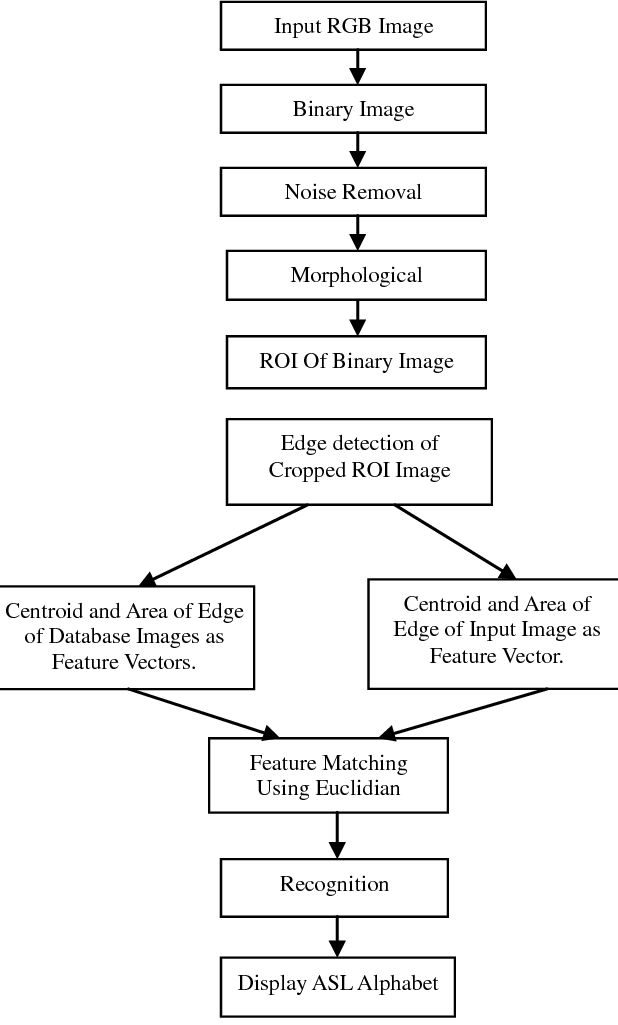 Input RGB Image
Binary Image
Noise Removal
Morphological
ROI Of Binary Image
Edge detection of
Cropped ROI Image
Centroid and Area of Edge
of Database Images as
Feature Vectors.
Centroid and Area of
Edge of Input Image as
Feature Vector.
Feature Matching
Using Euclidian
Recognition
Display ASL Alphabet